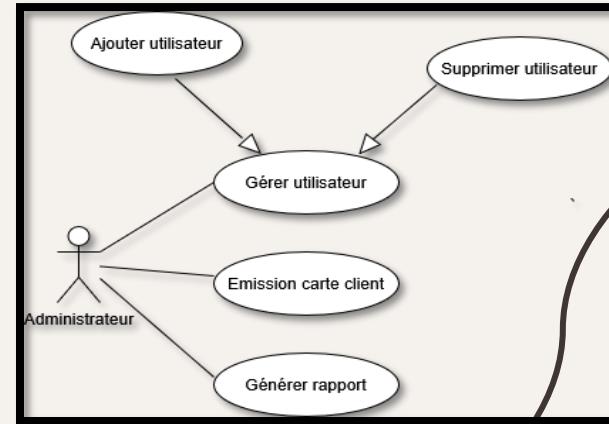 Ajouter utilisateur
Supprimer utilisateur
Gérer utilisateur
Emission carte client
Administrateur
Générer rapport